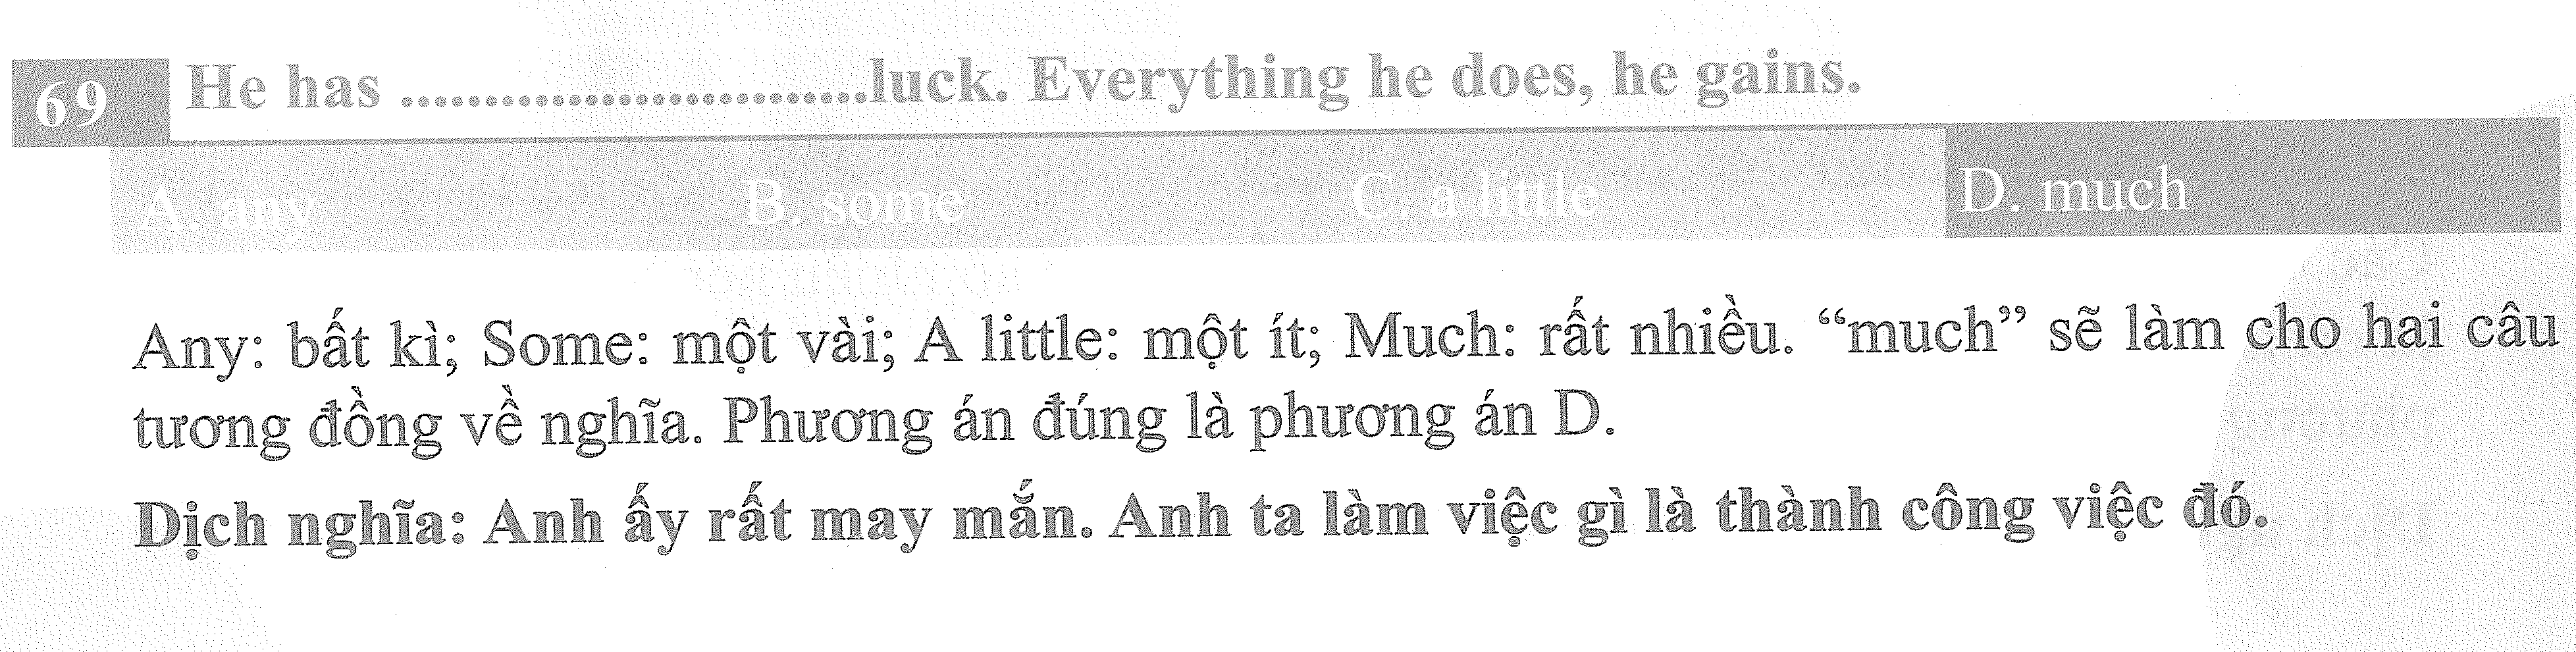 69 He has ............................luck. Everything he does, he gains.
A. any B. some C. a little D. much
Any: bất kì; Some: một vài; A little: một ít; Much: rất nhiều. “much” sẽ làm cho hai câu
tương đồng về nghĩa. Phương án đúng là phương án D.
Dịch nghĩa: Anh ấy rất may mắn. Anh ta làm việc gì là thành công việc đó.